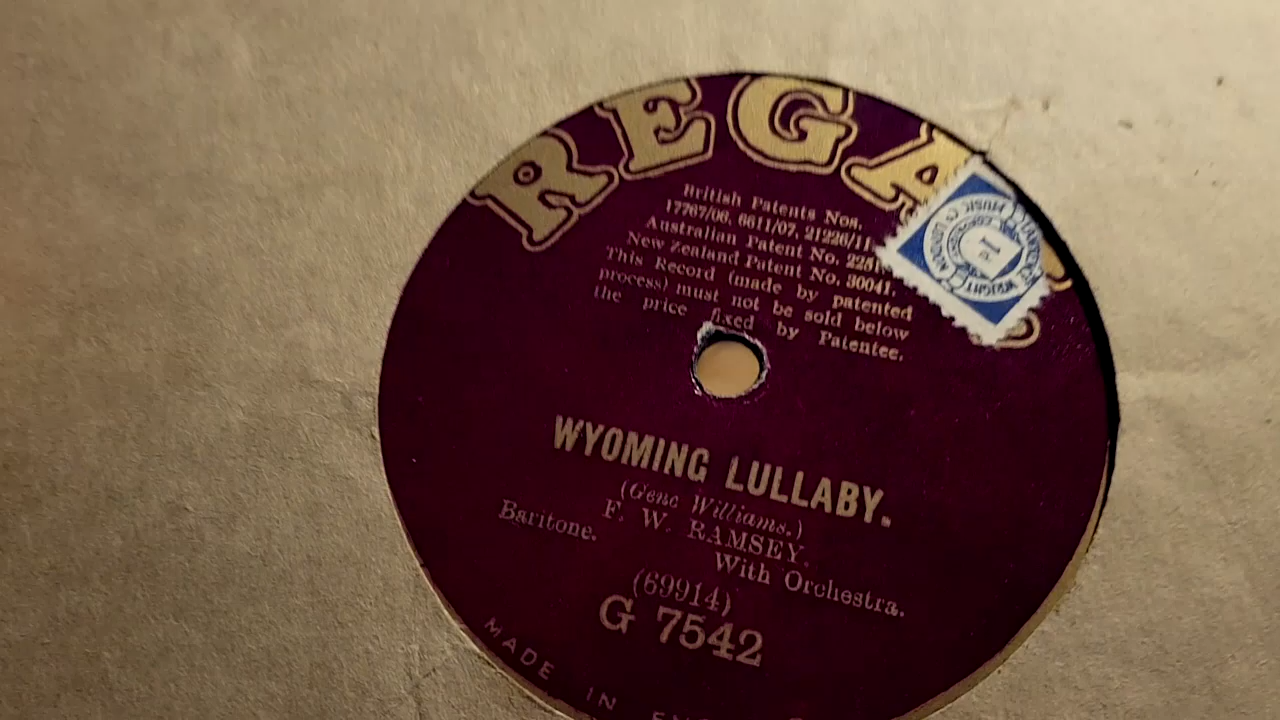 REGA
British Patents Nos.
17767/06, 6611/07, 21226/11
Australian Patent No.
New Zealand Patent No. 30041.
This Record (made by patented
process) must not be sold below
the price fixed by Patentee.
WYOMING LULLABY.
(Gene Williams.)
F. W. RAMSEY.
Baritone.
With Orchestra.
(69914)
G 7542
MADE IN